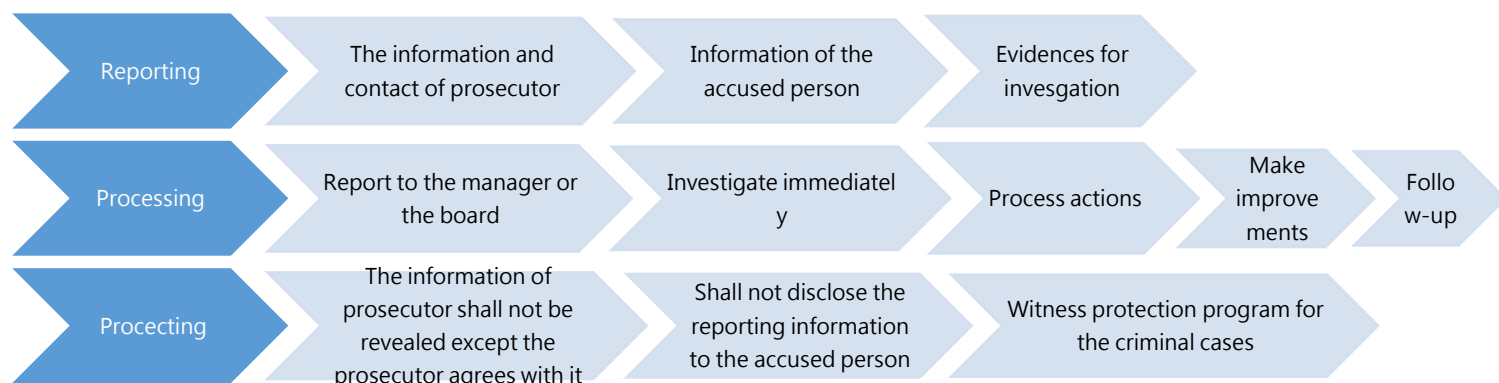 Reporting
The information and
contact of prosecutor
Information of the
accused person
Evidences for
invesgation
Processing
Report to the manager or
the board
Investigate immediatel
y
Process actions
Make
improve
ments
Follo
w-up
Procecting
The information of
prosecutor shall not be
revealed except the
prosecutor agrees with it
Shall not disclose the
reporting information
to the accused person
Witness protection program for
the criminal cases